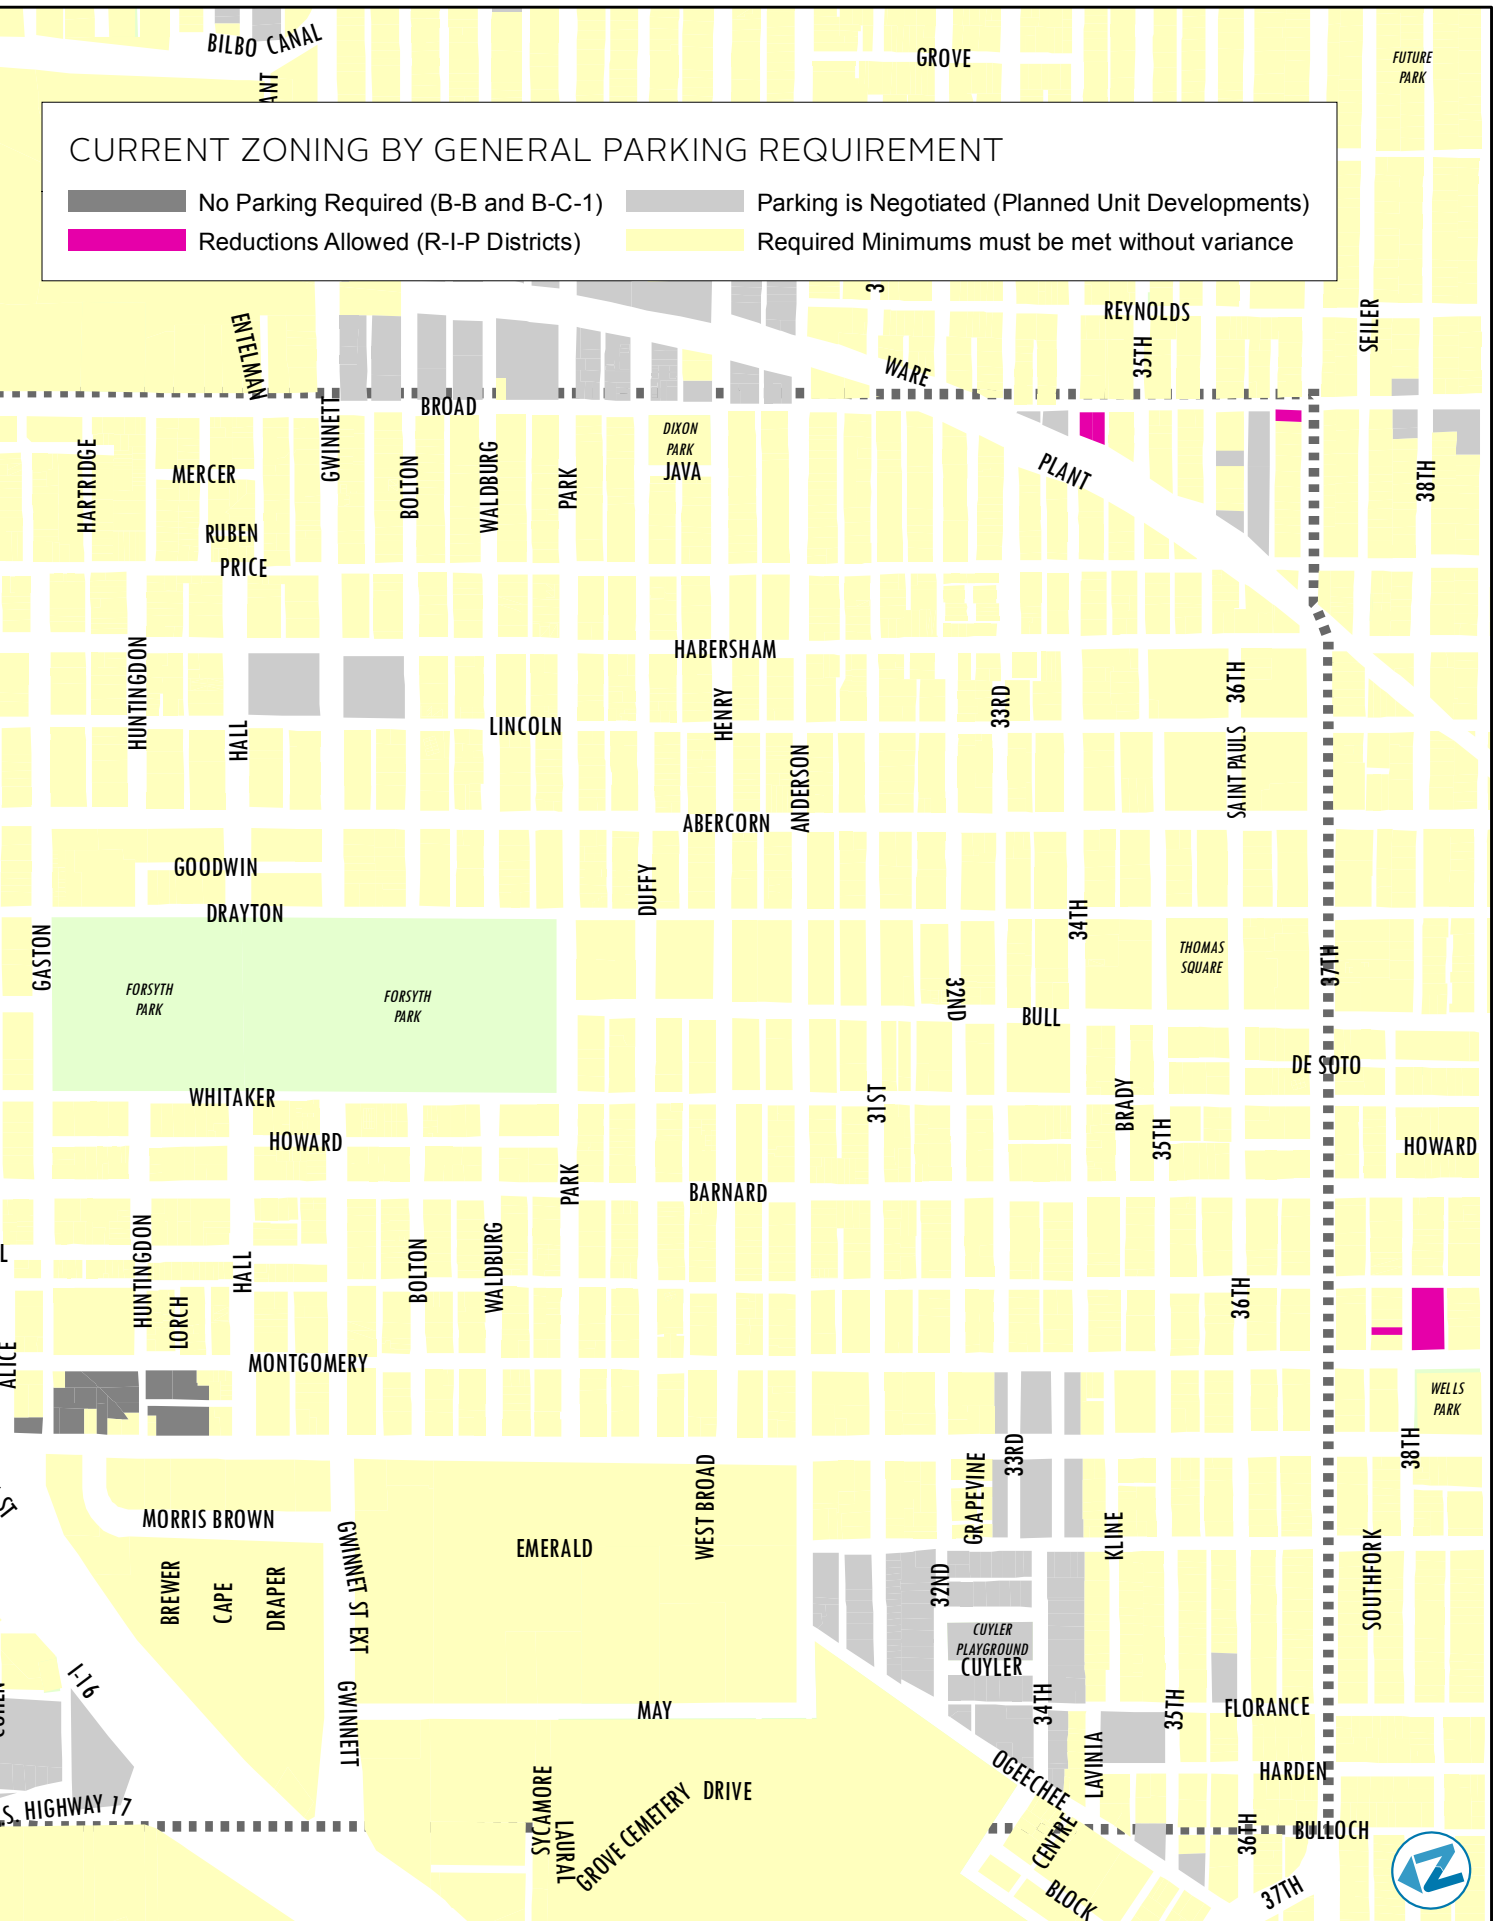 BILBO CANAL
GROVE
FUTURE
PARK
ANT
CURRENT ZONING BY GENERAL PARKING REQUIREMENT
No Parking Required (B-B and B-C-1)
Parking is Negotiated (Planned Unit Developments)
Reductions Allowed (R-I-P Districts)
Required Minimums must be met without variance
3
REYNOLDS
SEILER
ENTELMAN
35TH
WARE
GWINNETT
BROAD
DIXON
PARK
JAVA
HARTRIDGE
MERCER
BOLTON
WALDBURG
PARK
PLANT
38TH
RUBEN
PRICE
HUNTINGDON
HABERSHAM
36TH
HALL
LINCOLN
HENRY
33RD
ANDERSON
SAINT PAULS
ABERCORN
GOODWIN
DUFFY
DRAYTON
34TH
GASTON
THOMAS
SQUARE
37TH
FORSYTH
PARK
FORSYTH
PARK
32ND
BULL
DE SOTO
WHITAKER
31ST
BRADY
35TH
HOWARD
HOWARD
PARK
BARNARD
L
HUNTINGDON
HALL
BOLTON
WALDBURG
36TH
LORCH
ALICE
MONTGOMERY
WELLS
PARK
38TH
33RD
GRAPEVINE
WEST BROAD
ST
MORRIS BROWN
GWINNET ST EXT
EMERALD
KLINE
SOUTHFORK
BREWER
CAPE
DRAPER
32ND
CUYLER
PLAYGROUND
CUYLER
I-16
GWINNETT
MAY
34TH
35TH
FLORANCE
LAVINIA
OGEECHEE
HARDEN
S. HIGHWAY 17
SYCAMORE
LAURAL
GROVE CEMETERY
DRIVE
CENTRE
36TH
BULLOCH
BLOCK
37TH